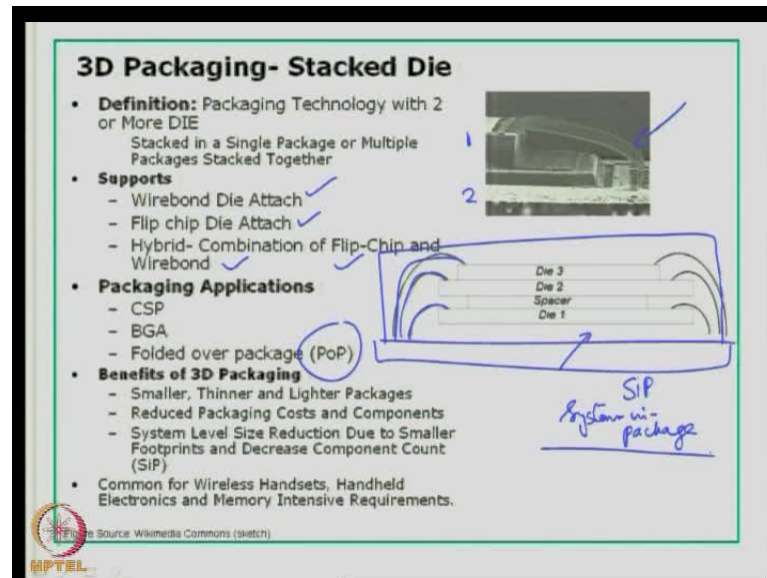 3D Packaging- Stacked Die
• Definition: Packaging Technology with 2
or More DIE
Stacked in a Single Package or Multiple
Packages Stacked Together
• Supports
– Wirebond Die Attach
– Flip chip Die Attach
– Hybrid- Combination of Flip-Chip and
Wirebond
• Packaging Applications
– CSP
– BGA
– Folded over package (PoP)
• Benefits of 3D Packaging
– Smaller, Thinner and Lighter Packages
– Reduced Packaging Costs and Components
– System Level Size Reduction Due to Smaller
Footprints and Decrease Component Count
(SiP)
• Common for Wireless Handsets, Handheld
Electronics and Memory Intensive Requirements.
1
2
Die 3
Die 2
Spacer
Die 1
SiP
System-in-
package
Source: Wikimedia Commons (sketch)
NPTEL